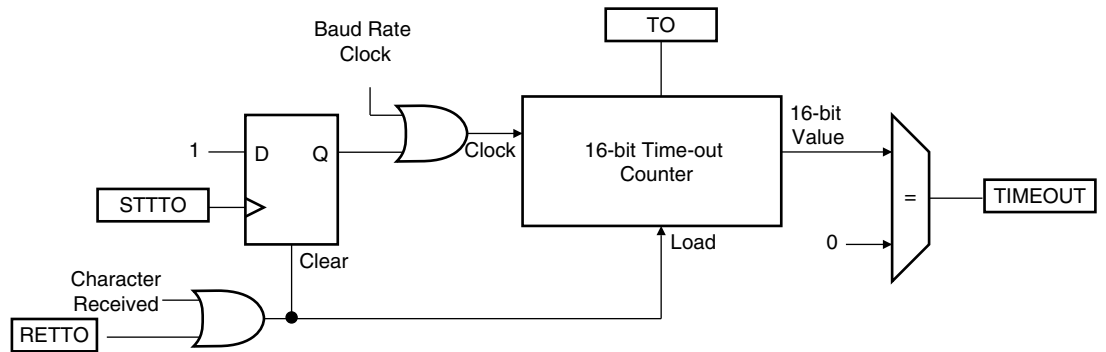 TO
Baud Rate
Clock
16-bit
Value
1
D
Q
Clock
16-bit Time-out
Counter
STTTO
=
TIMEOUT
Clear
Load
0
Character
Received
RETTO